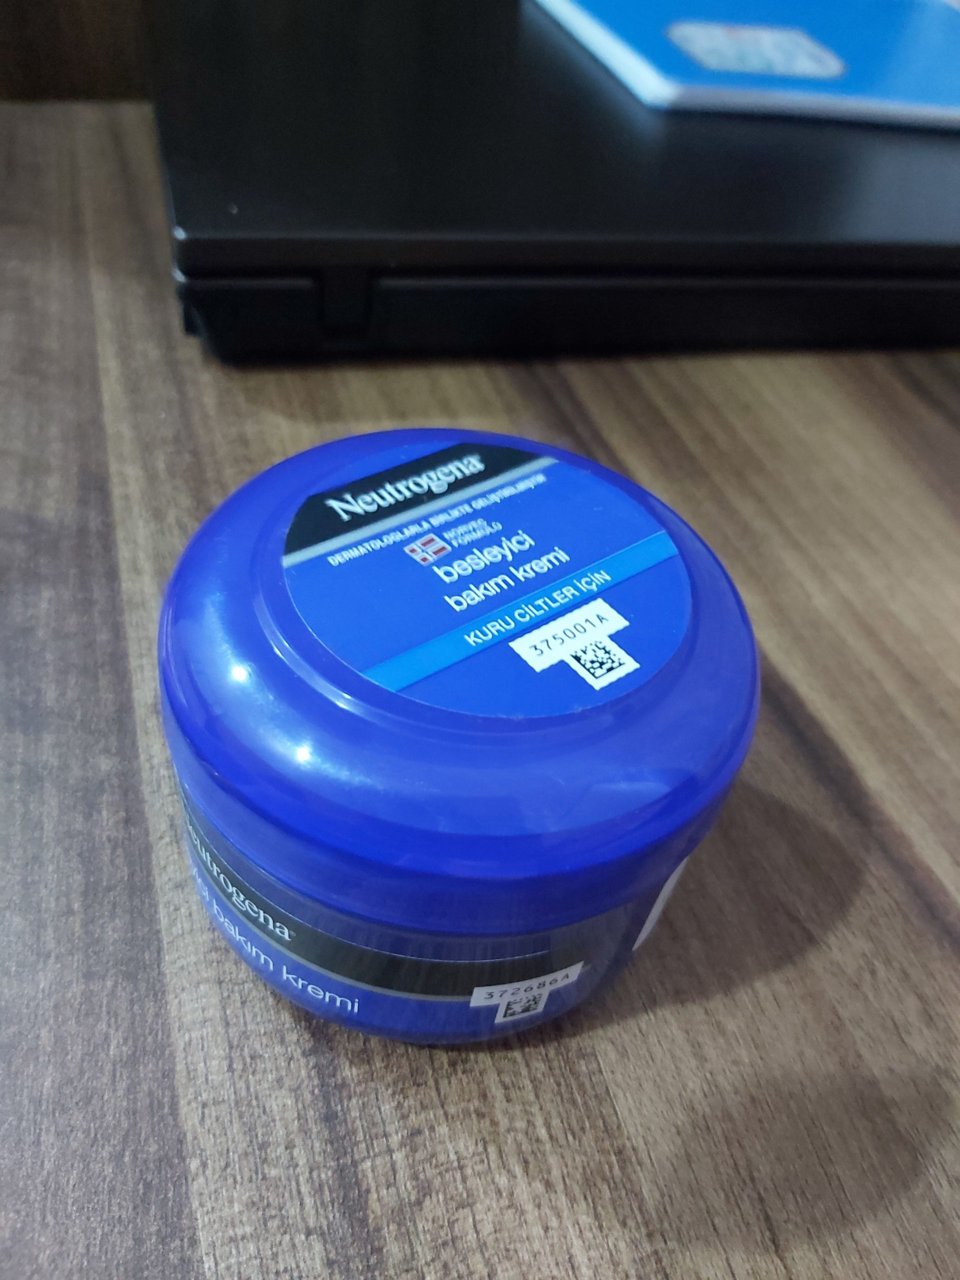 Neutrogena®
DERMATOLOGLARLA BİRLİKTE GELİŞTİRİLMİŞTİR
NORVEÇ
FORMÜLÜ
besleyici
bakım kremi
KURU CİLTLER İÇİN
375001A
Neutrogena®
bakım kremi
372686A